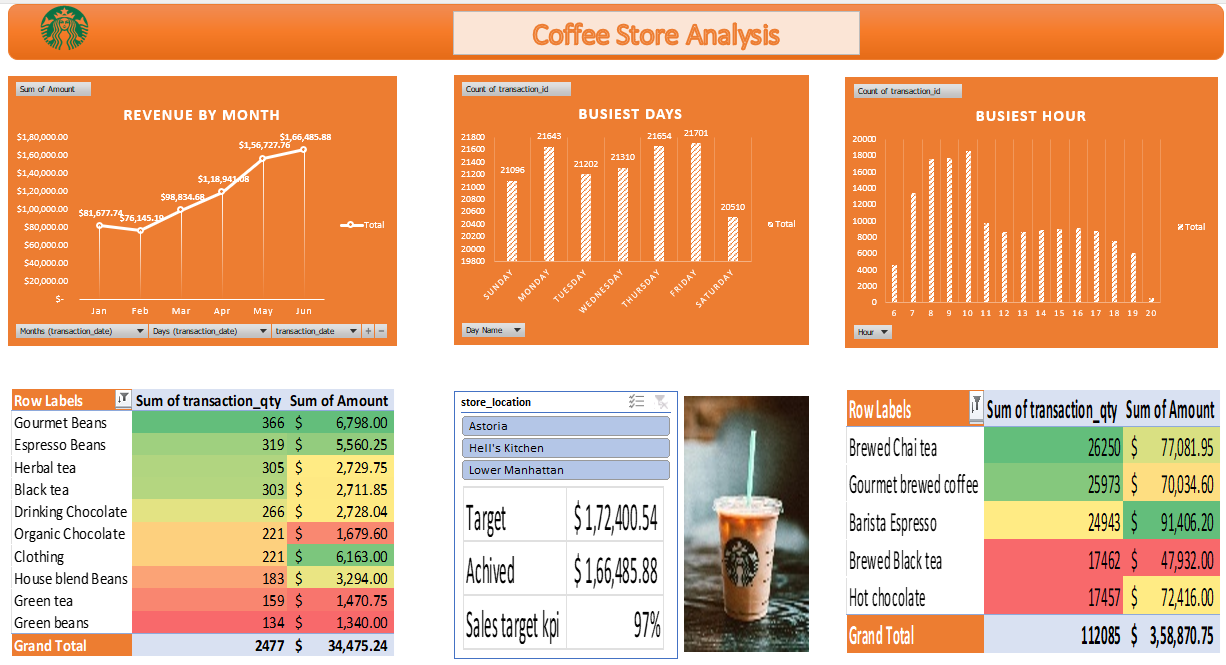 Coffee Store Analysis
Sum of Amount
REVENUE BY MONTH
$1,80,000.00
$1,60,000.00
$1,40,000.00
$1,20,000.00
$1,00,000.00
$80,000.00
$60,000.00
$40,000.00
$20,000.00
$-
$81,677.74
$76,145.19
$98,834.68
$1,18,941.08
$1,56,727.76
$1,66,485.88
Total
Jan Feb Mar Apr May Jun
Months (transaction_date) Days (transaction_date) transaction_date + −
Count of transaction_id
BUSIEST DAYS
21800
21600
21400
21200
21000
20800
20600
20400
20200
20000
19800
21096
21643
21202
21310
21654
21701
20510
Total
SUNDAY
MONDAY
TUESDAY
WEDNESDAY
THURSDAY
FRIDAY
SATURDAY
Day Name
Count of transaction_id
BUSIEST HOUR
20000
18000
16000
14000
12000
10000
8000
6000
4000
2000
0
Total
6 7 8 9 10 11 12 13 14 15 16 17 18 19 20
Hour
Row Labels Sum of transaction_qty Sum of Amount
Gourmet Beans 366 $ 6,798.00
Espresso Beans 319 $ 5,560.25
Herbal tea 305 $ 2,729.75
Black tea 303 $ 2,711.85
Drinking Chocolate 266 $ 2,728.04
Organic Chocolate 221 $ 1,679.60
Clothing 221 $ 6,163.00
House blend Beans 183 $ 3,294.00
Green tea 159 $ 1,470.75
Green beans 134 $ 1,340.00
Grand Total 2477 $ 34,475.24
store_location
Astoria
Hell's Kitchen
Lower Manhattan
Target $1,72,400.54
Achived $1,66,485.88
Sales target kpi 97%
Row Labels Sum of transaction_qty Sum of Amount
Brewed Chai tea 26250 $ 77,081.95
Gourmet brewed coffee 25973 $ 70,034.60
Barista Espresso 24943 $ 91,406.20
Brewed Black tea 17462 $ 47,932.00
Hot chocolate 17457 $ 72,416.00
Grand Total 112085 $ 3,58,870.75